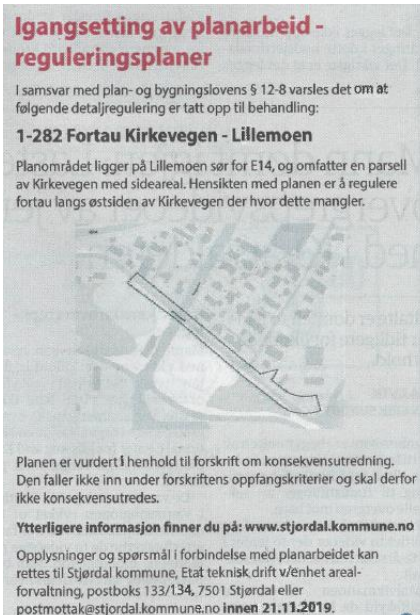 Igangsetting av planarbeid -
reguleringsplaner
I samsvar med plan- og bygningslovens § 12-8 varsles det om at
følgende detaljregulering er tatt opp til behandling:
1-282 Fortau Kirkevegen - Lillemoen
Planområdet ligger på Lillemoen sør for E14, og omfatter en parsell
av Kirkevegen med sideareal. Hensikten med planen er å regulere
fortau langs østsiden av Kirkevegen der hvor dette mangler.
Planen er vurdert i henhold til forskrift om konsekvensutredning.
Den faller ikke inn under forskriftens oppfangskriterier og skal derfor
ikke konsekvensutredes.
Ytterligere informasjon finner du på: www.stjordal.kommune.no
Opplysninger og spørsmål i forbindelse med planarbeidet kan
rettes til Stjørdal kommune, Etat teknisk drift v/enhet areal-
forvaltning, postboks 133/134, 7501 Stjørdal eller
postmottak@stjordal.kommune.no innen 21.11.2019.